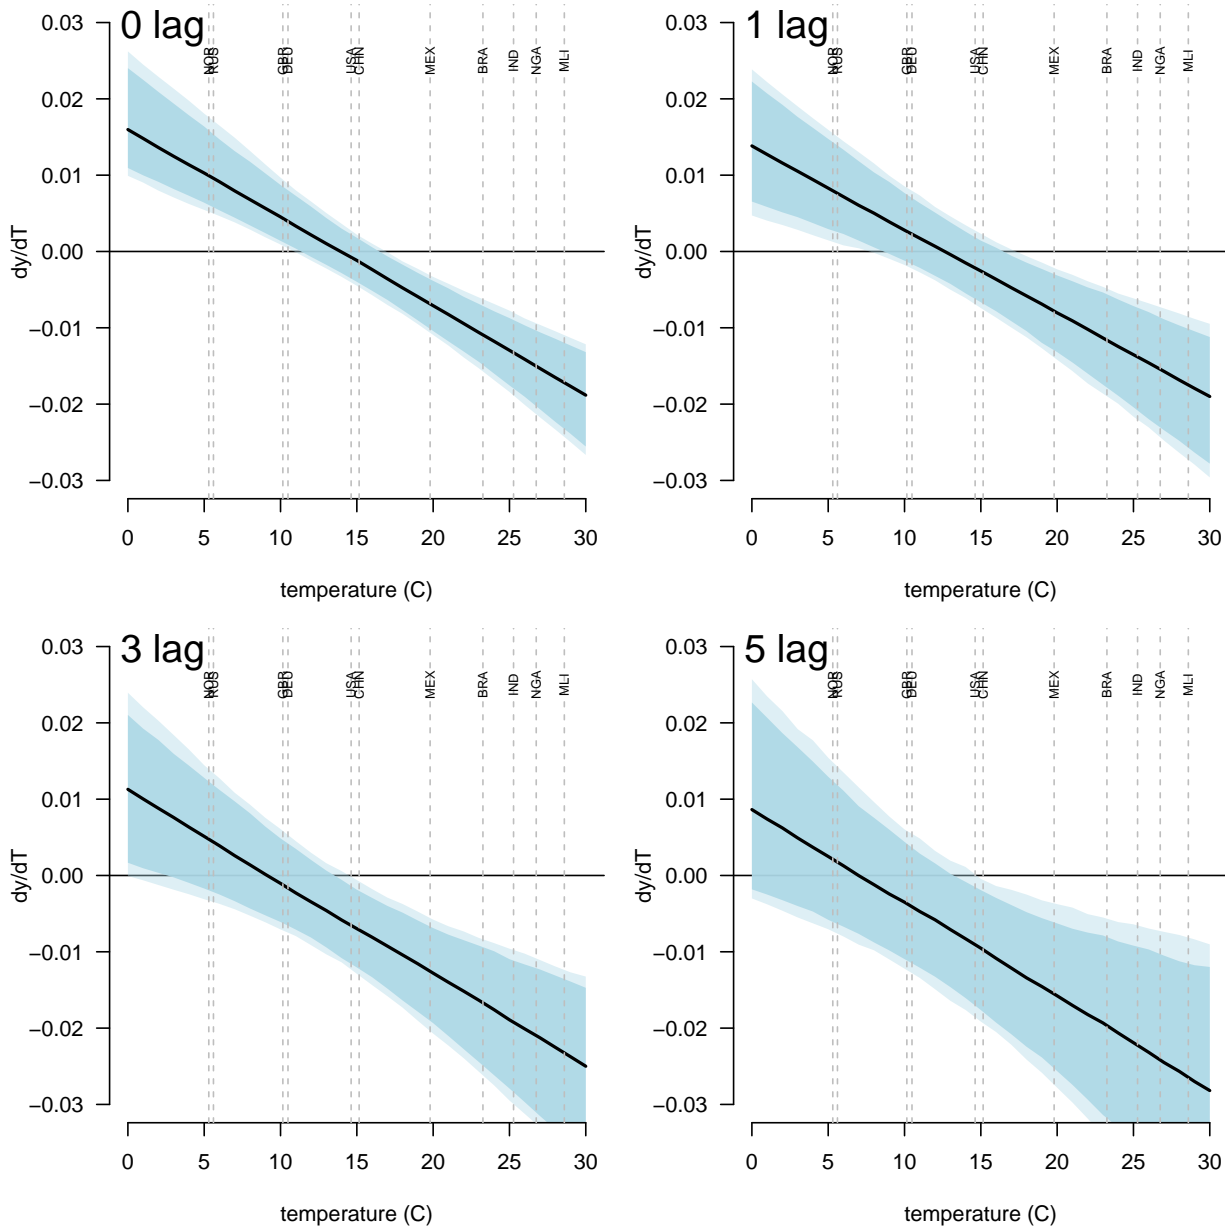 0 lag
0.03
0.02
0.01
0.00
−0.01
−0.02
−0.03
dy/dT
NOR RUS GBR DEU USA CHN MEX BRA IND NGA MLI
0 5 10 15 20 25 30
temperature (C)
1 lag
0.03
0.02
0.01
0.00
−0.01
−0.02
−0.03
dy/dT
NOR RUS GBR DEU USA CHN MEX BRA IND NGA MLI
0 5 10 15 20 25 30
temperature (C)
3 lag
0.03
0.02
0.01
0.00
−0.01
−0.02
−0.03
dy/dT
NOR RUS GBR DEU USA CHN MEX BRA IND NGA MLI
0 5 10 15 20 25 30
temperature (C)
5 lag
0.03
0.02
0.01
0.00
−0.01
−0.02
−0.03
dy/dT
NOR RUS GBR DEU USA CHN MEX BRA IND NGA MLI
0 5 10 15 20 25 30
temperature (C)